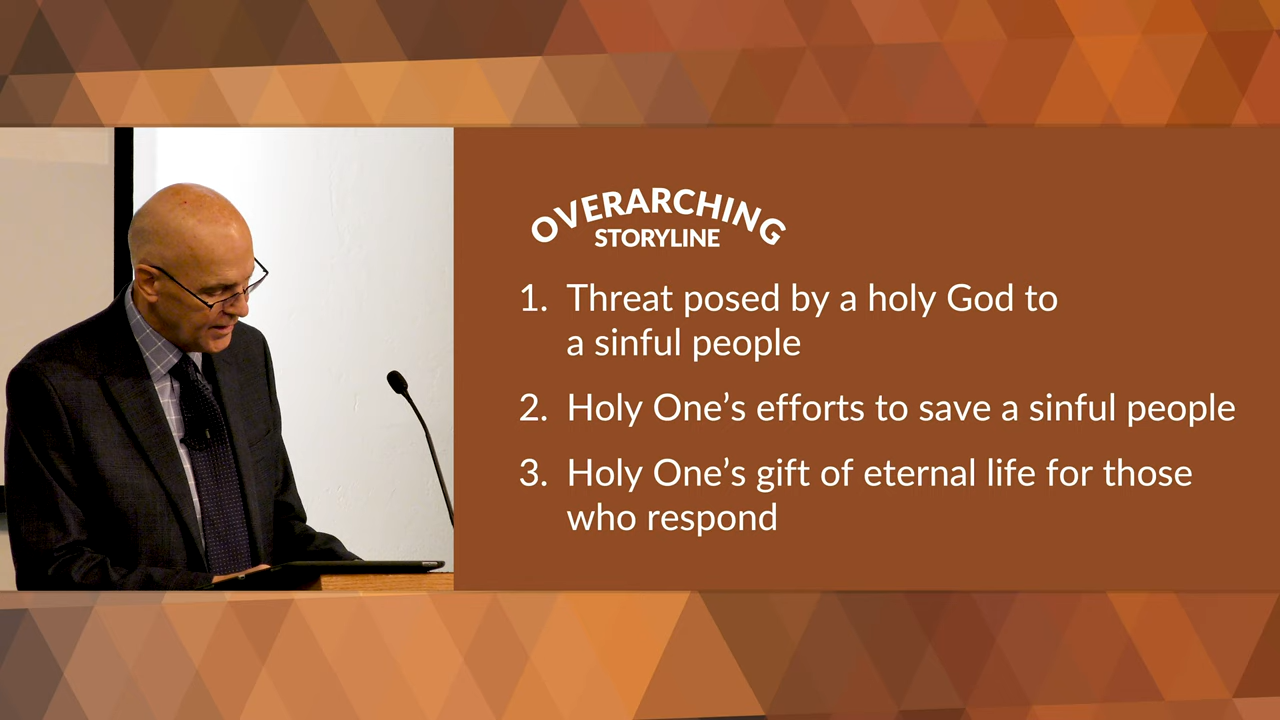 OVERARCHING
STORYLINE
1. Threat posed by a holy God to
a sinful people
2. Holy One’s efforts to save a sinful people
3. Holy One’s gift of eternal life for those
who respond